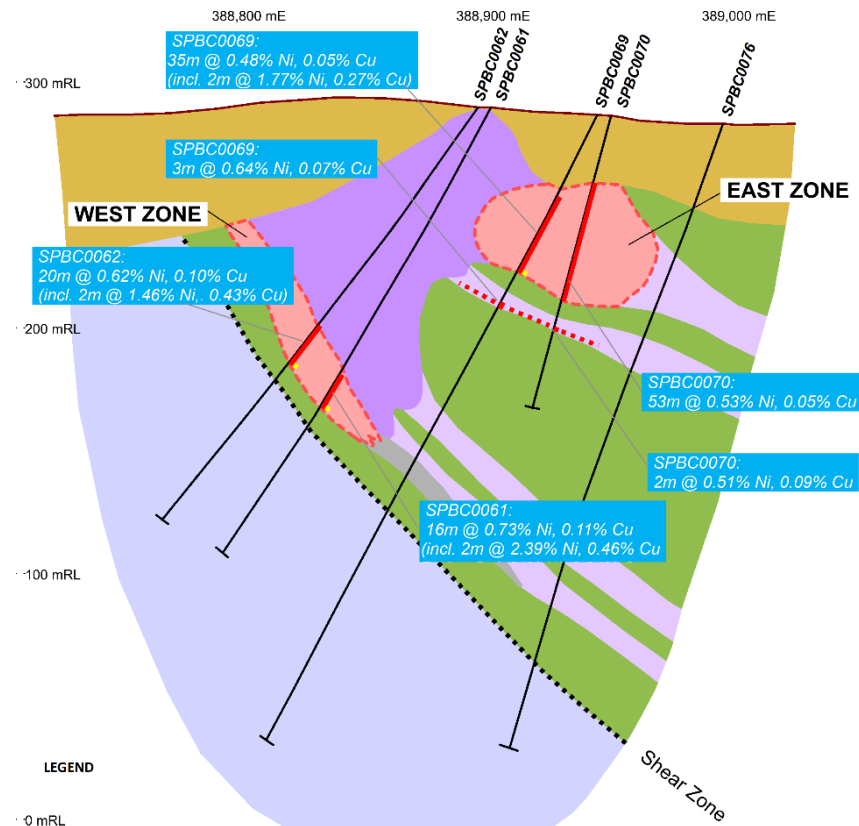 388,800 mE
388,900 mE
389,000 mE
SPBC0069:
35m @ 0.48% Ni, 0.05% Cu
(incl. 2m @ 1.77% Ni, 0.27% Cu)
SPBC0062
SPBC0061
SPBC0069
SPBC0070
SPBC0076
300 mRL
SPBC0069:
3m @ 0.64% Ni, 0.07% Cu
EAST ZONE
WEST ZONE
SPBC0062:
20m @ 0.62% Ni, 0.10% Cu
(incl. 2m @ 1.46% Ni, 0.43% Cu)
200 mRL
SPBC0070:
53m @ 0.53% Ni, 0.05% Cu
SPBC0070:
2m @ 0.51% Ni, 0.09% Cu
SPBC0061:
16m @ 0.73% Ni, 0.11% Cu
(incl. 2m @ 2.39% Ni, 0.46% Cu
100 mRL
LEGEND
Shear Zone
0 mRL